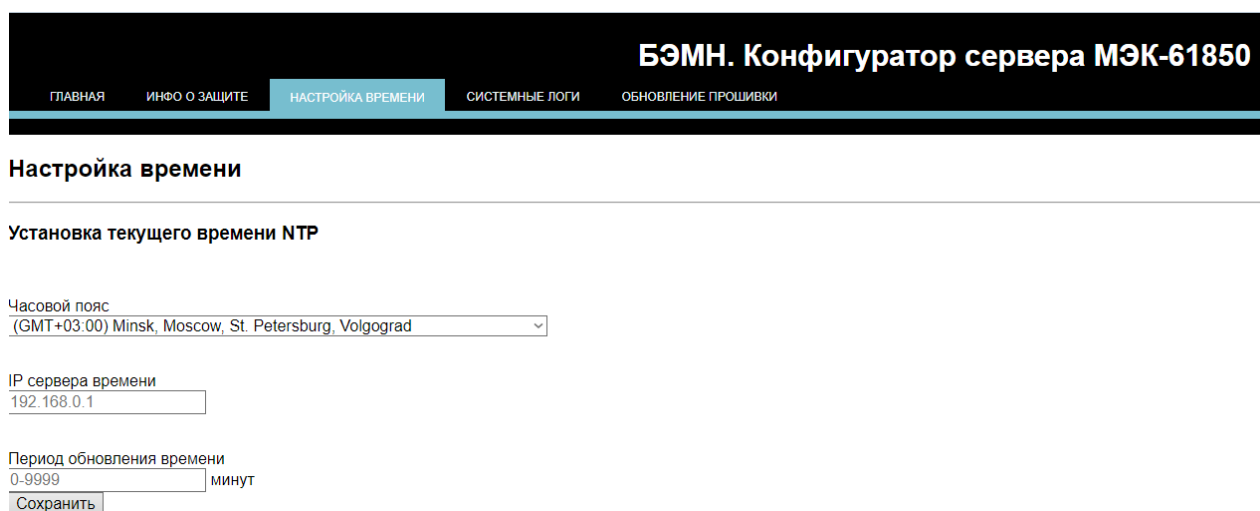 БЭМН. Конфигуратор сервера МЭК-61850
ГЛАВНАЯ ИНФО О ЗАЩИТЕ НАСТРОЙКА ВРЕМЕНИ СИСТЕМНЫЕ ЛОГИ ОБНОВЛЕНИЕ ПРОШИВКИ
Настройка времени
Установка текущего времени NTP
Часовой пояс
(GMT+03:00) Minsk, Moscow, St. Petersburg, Volgograd
IP сервера времени
192.168.0.1
Период обновления времени
0-9999 минут
Сохранить